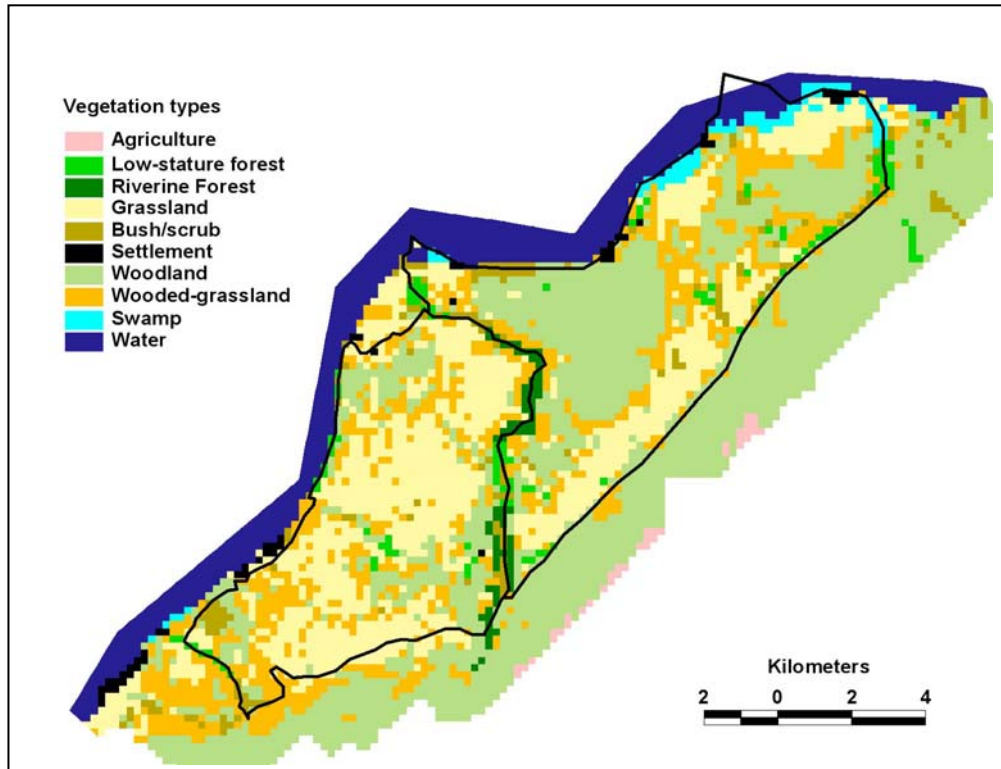 Vegetation types
Agriculture
Low-stature forest
Riverine Forest
Grassland
Bush/scrub
Settlement
Woodland
Wooded-grassland
Swamp
Water
Kilometers
2 0 2 4